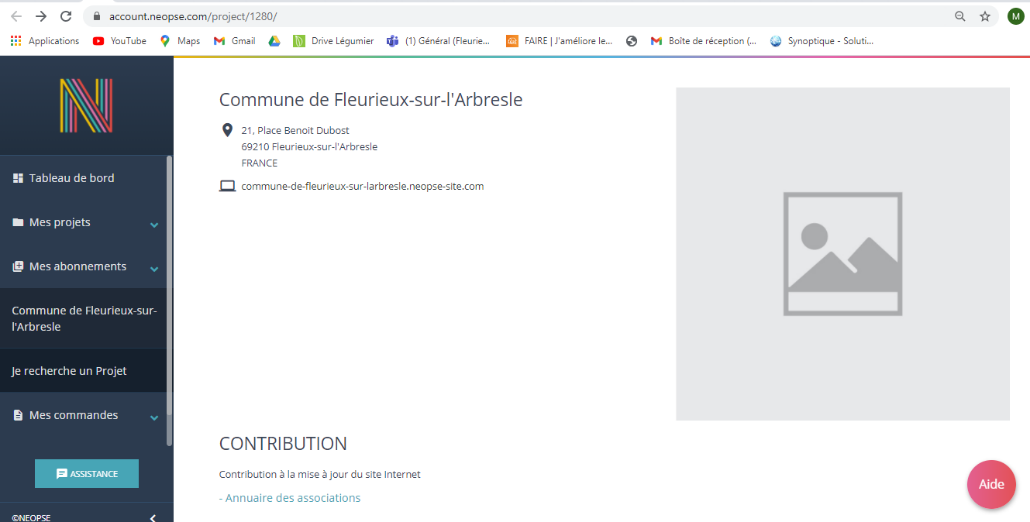 account.neopse.com/project/1280/
M
Applications YouTube Maps Gmail Drive Légumier (1) Général (Fleurie... FAIRE | J'améliore le... Boîte de réception (... Synoptique - Soluti...
N
Tableau de bord
Mes projets
Mes abonnements
Commune de Fleurieux-sur-
l'Arbresle
Je recherche un Projet
Mes commandes
ASSISTANCE
©NEOPSE
Commune de Fleurieux-sur-l'Arbresle
21, Place Benoit Dubost
69210 Fleurieux-sur-l'Arbresle
FRANCE
commune-de-fleurieux-sur-larbresle.neopse-site.com
CONTRIBUTION
Contribution à la mise à jour du site Internet
- Annuaire des associations
Aide